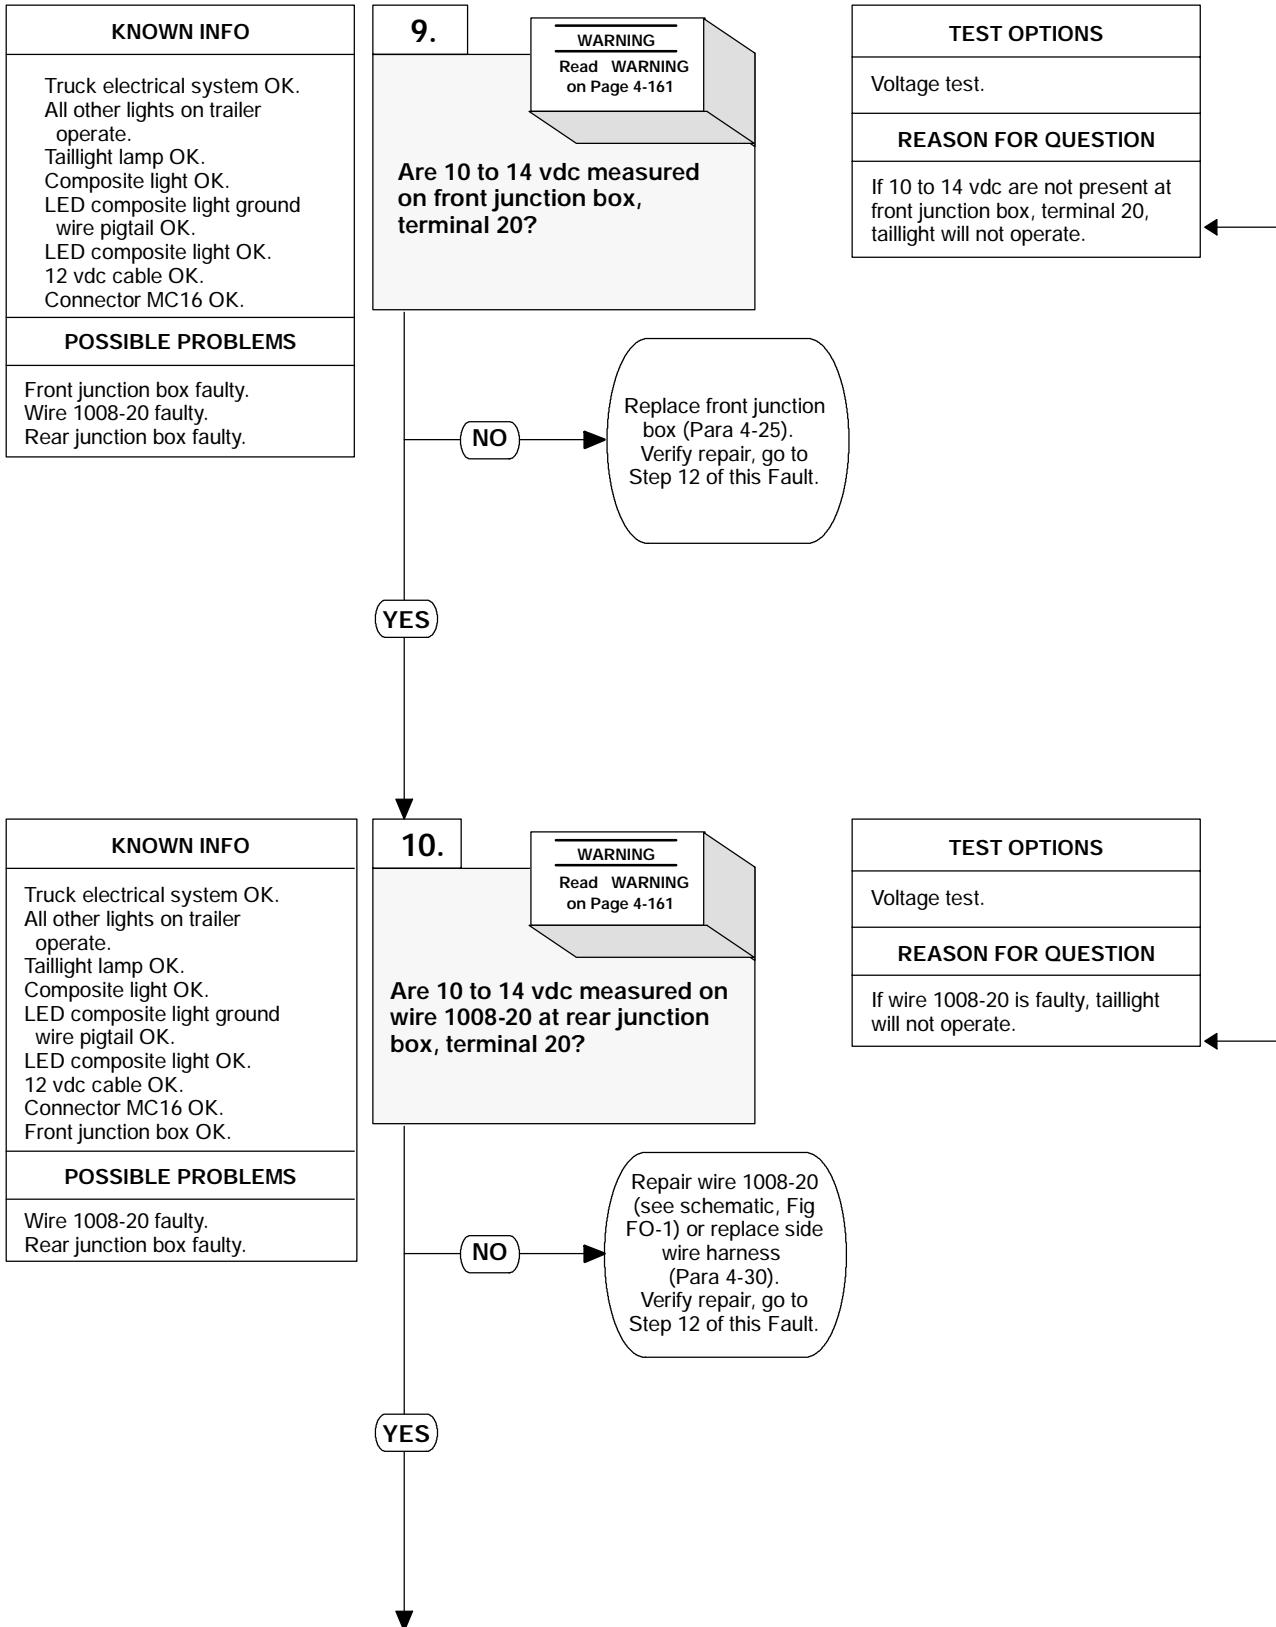 KNOWN INFO
Truck electrical system OK.
All other lights on trailer
operate.
Taillight lamp OK.
Composite light OK.
LED composite light ground
wire pigtail OK.
LED composite light OK.
12 vdc cable OK.
Connector MC16 OK.
POSSIBLE PROBLEMS
Front junction box faulty.
Wire 1008-20 faulty.
Rear junction box faulty.
9.
WARNING
Read WARNING
on Page 4-161
Are 10 to 14 vdc measured
on front junction box,
terminal 20?
TEST OPTIONS
Voltage test.
REASON FOR QUESTION
If 10 to 14 vdc are not present at
front junction box, terminal 20,
taillight will not operate.
NO
Replace front junction
box (Para 4-25).
Verify repair, go to
Step 12 of this Fault.
YES
KNOWN INFO
Truck electrical system OK.
All other lights on trailer
operate.
Taillight lamp OK.
Composite light OK.
LED composite light ground
wire pigtail OK.
LED composite light OK.
12 vdc cable OK.
Connector MC16 OK.
Front junction box OK.
POSSIBLE PROBLEMS
Wire 1008-20 faulty.
Rear junction box faulty.
10.
WARNING
Read WARNING
on Page 4-161
Are 10 to 14 vdc measured on
wire 1008-20 at rear junction
box, terminal 20?
TEST OPTIONS
Voltage test.
REASON FOR QUESTION
If wire 1008-20 is faulty, taillight
will not operate.
NO
Repair wire 1008-20
(see schematic, Fig
FO-1) or replace side
wire harness
(Para 4-30).
Verify repair, go to
Step 12 of this Fault.
YES